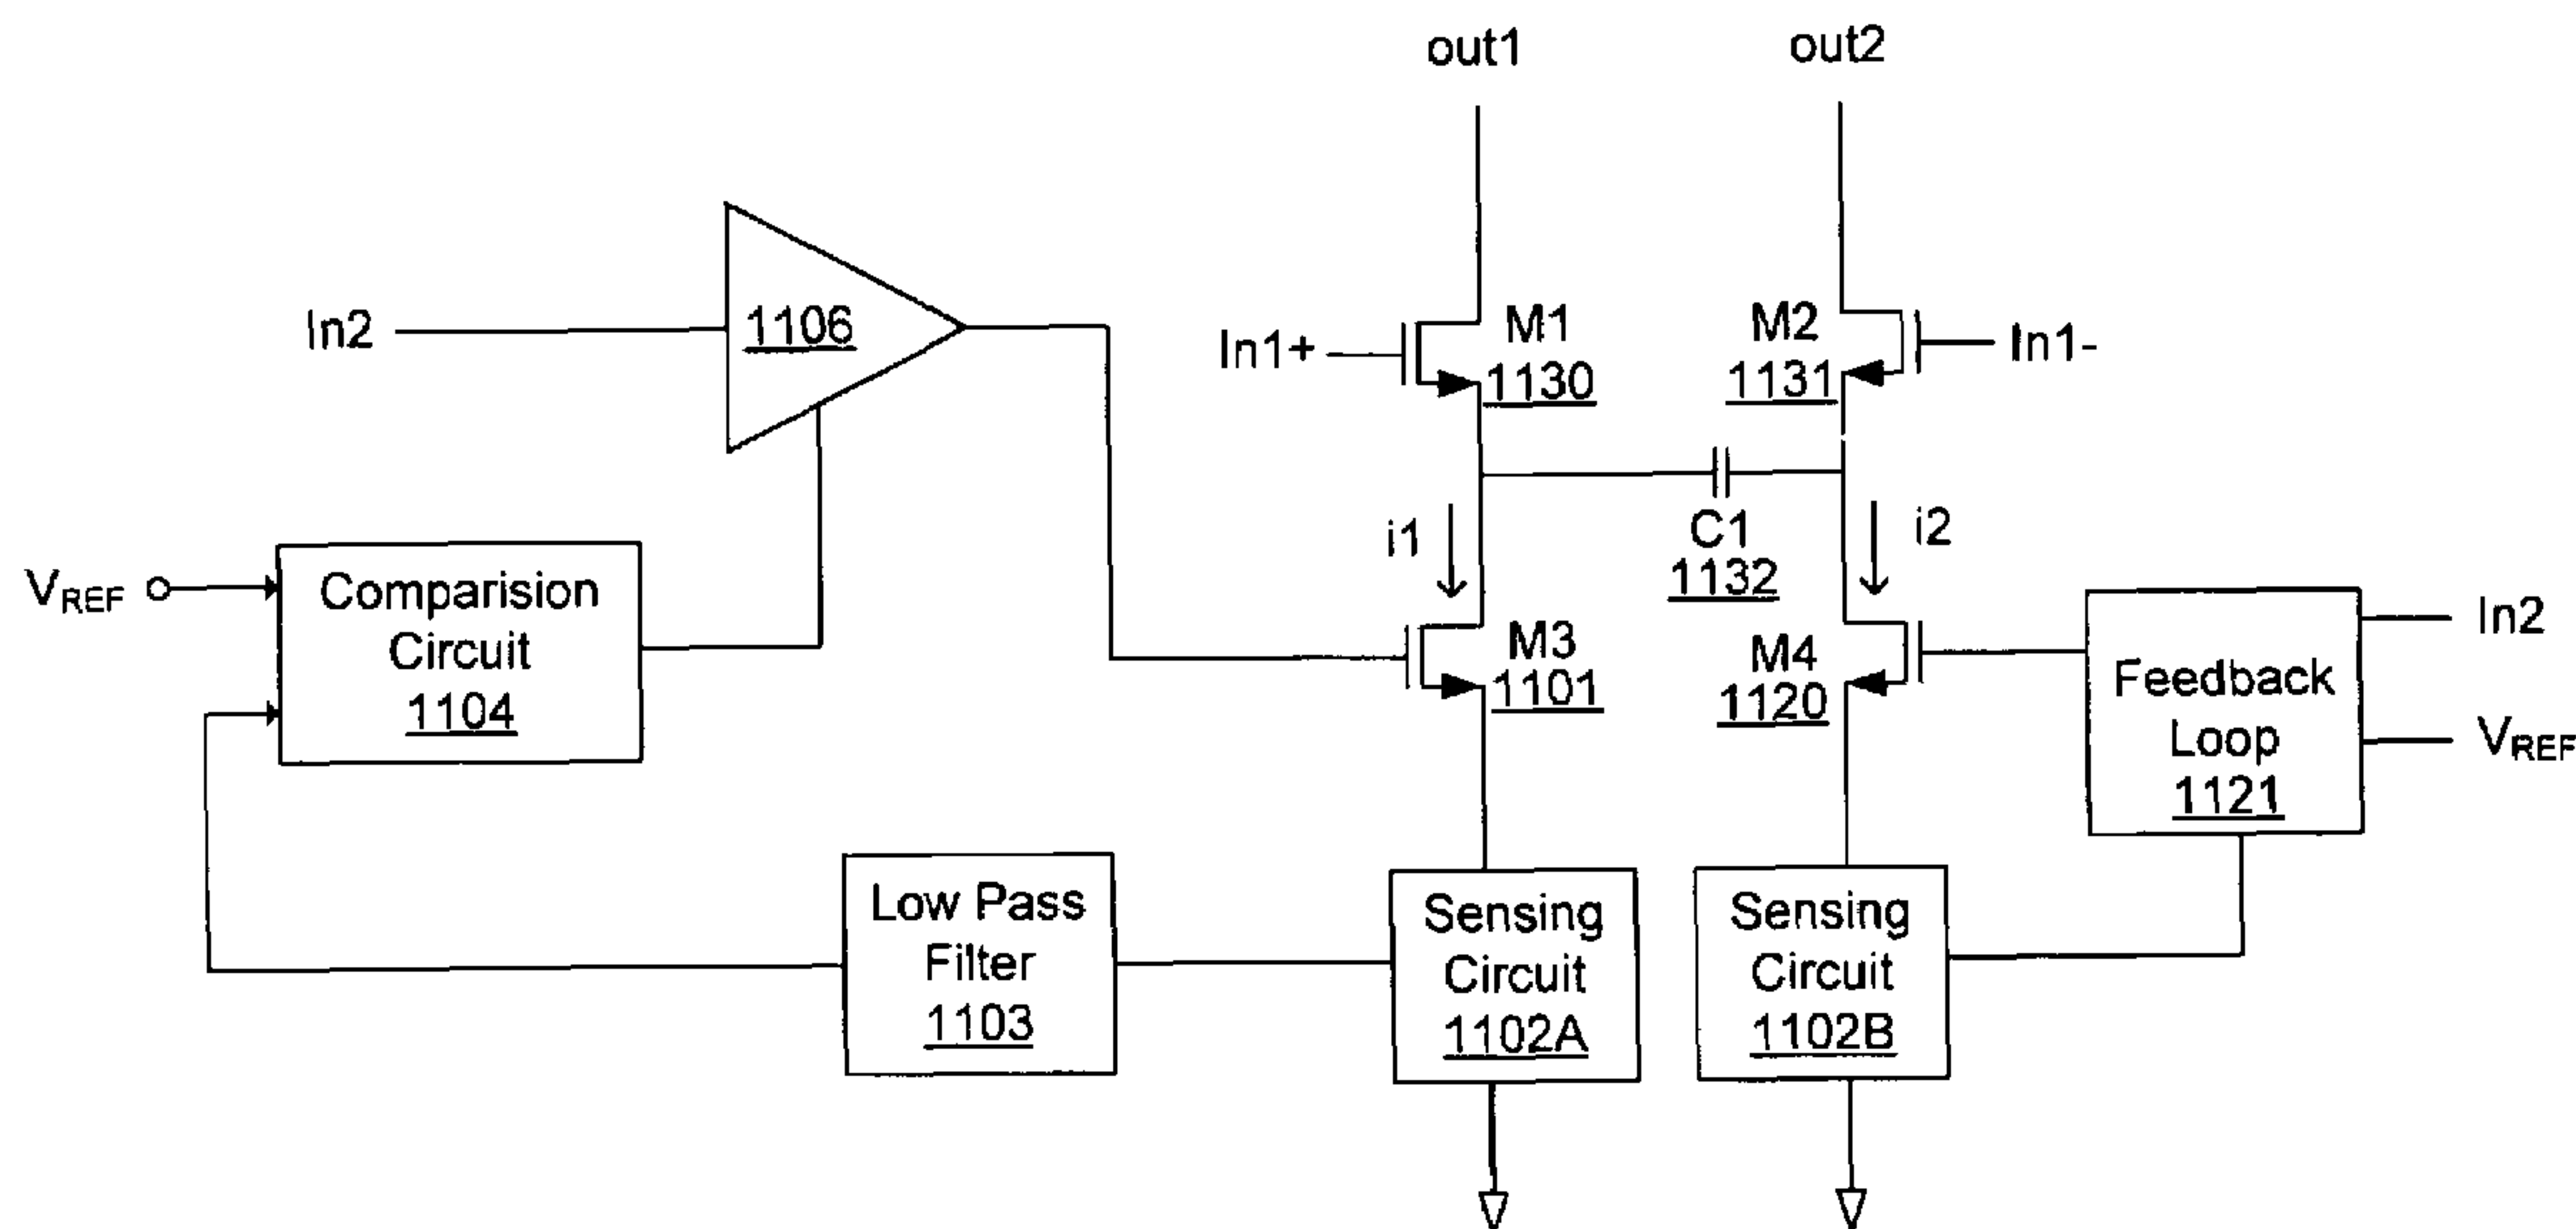 out1
out2
In2
1106
In1+
M1
1130
M2
1131
In1-
VREF
Comparision
Circuit
1104
i1
C1
1132
i2
M3
1101
M4
1120
Feedback
Loop
1121
In2
VREF
Low Pass
Filter
1103
Sensing
Circuit
1102A
Sensing
Circuit
1102B